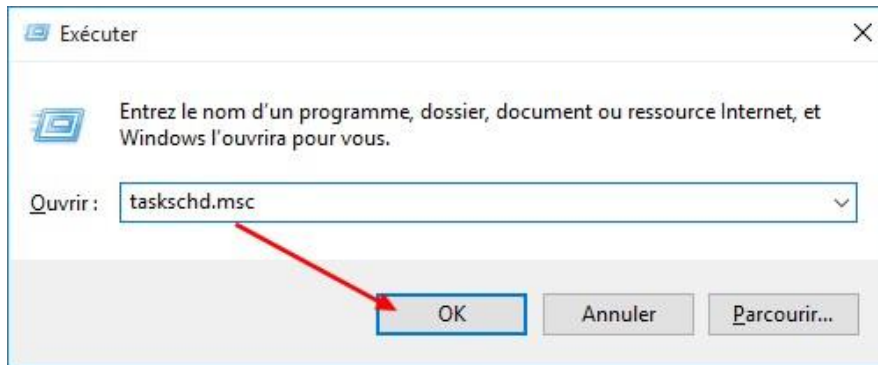 Exécuter
Entrez le nom d'un programme, dossier, document ou ressource Internet, et
Windows l'ouvrira pour vous.
Ouvrir : taskschd.msc
OK Annuler Parcourir...